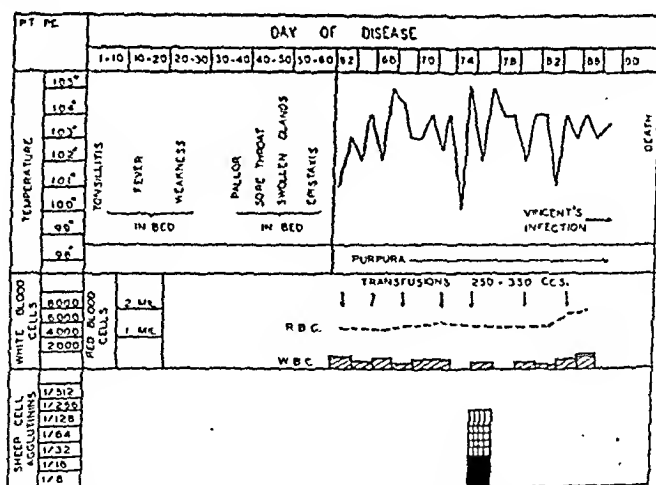 PT PE.
DAY OF DISEASE
1-10 10-20 20-30 30-40 40-50 50-60 62 66 70 74 78 82 86 90
TEMPERATURE
105°
104°
103°
102°
101°
100°
99°
98°
TONSILLITIS
FEVER
WEAKNESS
IN BED
PALLOR
SORE THROAT
SWOLLEN GLANDS
EPISTAXIS
IN BED
VINCENT'S
INFECTION
DEATH
PURPURA
TRANSFUSIONS 250-350 CCS.
WHITE BLOOD CELLS
8000
6000
4000
2000
RED BLOOD CELLS
2 MIL
1 MIL
R.B.C.
W.B.C.
SHEEP CELL AGGLUTININS
1/512
1/256
1/128
1/64
1/32
1/16
1/8